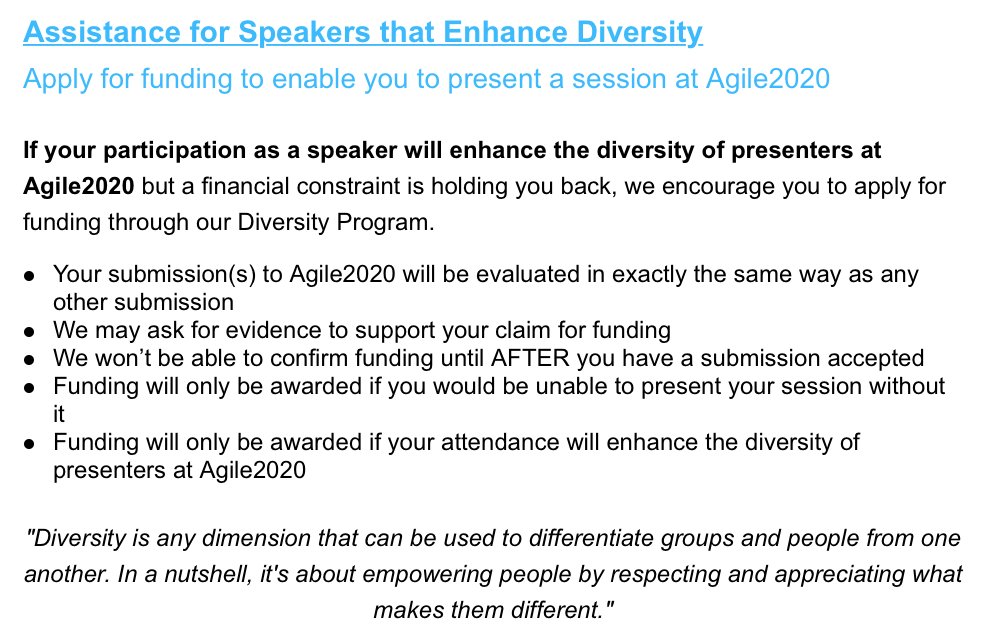 Assistance for Speakers that Enhance Diversity
Apply for funding to enable you to present a session at Agile2020
If your participation as a speaker will enhance the diversity of presenters at
Agile2020 but a financial constraint is holding you back, we encourage you to apply for
funding through our Diversity Program.
● Your submission(s) to Agile2020 will be evaluated in exactly the same way as any
other submission
● We may ask for evidence to support your claim for funding
● We won’t be able to confirm funding until AFTER you have a submission accepted
● Funding will only be awarded if you would be unable to present your session without
it
● Funding will only be awarded if your attendance will enhance the diversity of
presenters at Agile2020
"Diversity is any dimension that can be used to differentiate groups and people from one
another. In a nutshell, it's about empowering people by respecting and appreciating what
makes them different."